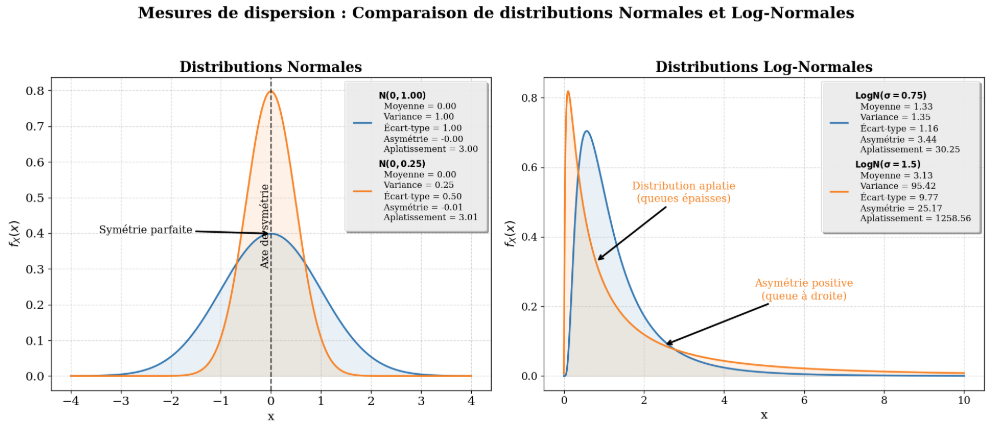 Mesures de dispersion : Comparaison de distributions Normales et Log-Normales
Distributions Normales
0.8
0.7
0.6
0.5
0.4
0.3
0.2
0.1
0.0
f_X(x)
N(0, 1.00)
Moyenne = 0.00
Variance = 1.00
Écart-type = 1.00
Asymétrie = -0.00
Aplatissement = 3.00
N(0, 0.25)
Moyenne = 0.00
Variance = 0.25
Écart-type = 0.50
Asymétrie = -0.01
Aplatissement = 3.01
Symétrie parfaite
Axe de symétrie
−4 −3 −2 −1 0 1 2 3 4
x
Distributions Log-Normales
0.8
0.6
0.4
0.2
0.0
f_X(x)
LogN(σ = 0.75)
Moyenne = 1.33
Variance = 1.35
Écart-type = 1.16
Asymétrie = 3.44
Aplatissement = 30.25
LogN(σ = 1.5)
Moyenne = 3.13
Variance = 95.42
Écart-type = 9.77
Asymétrie = 25.17
Aplatissement = 1258.56
Distribution aplatie
(queues épaisses)
Asymétrie positive
(queue à droite)
0 2 4 6 8 10
x